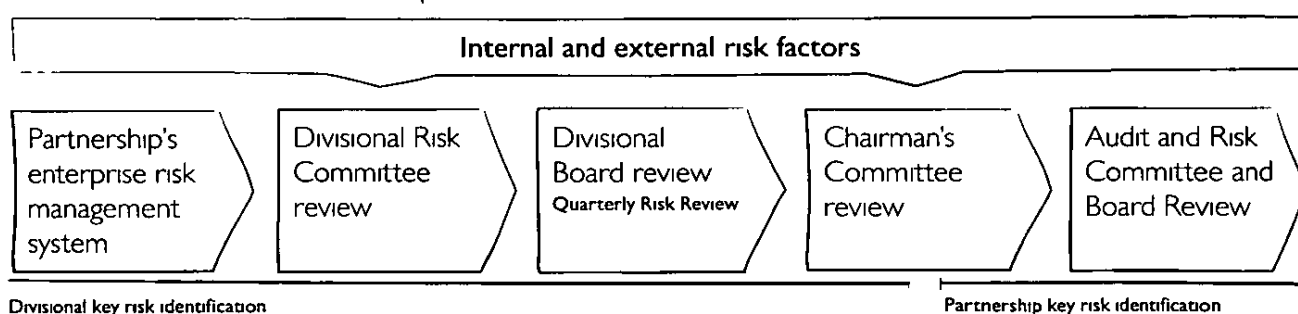 Internal and external risk factors
Partnership's
enterprise risk
management
system
Divisional Risk
Committee
review
Divisional
Board review
Quarterly Risk Review
Chairman's
Committee
review
Audit and Risk
Committee and
Board Review
Divisional key risk identification
Partnership key risk identification